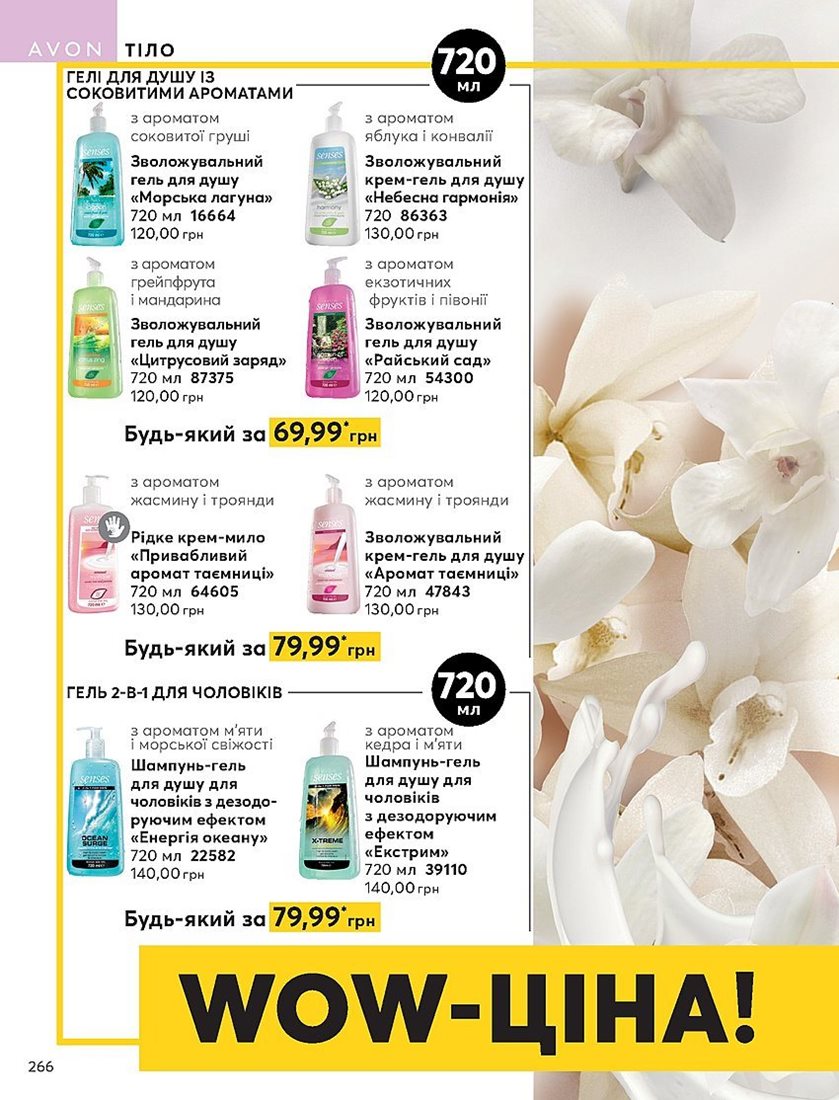 AVON ТІЛО
ГЕЛІ ДЛЯ ДУШУ ІЗ
СОКОВИТИМИ АРОМАТАМИ
720
МЛ
з ароматом
соковитої груші
Зволожувальний
гель для душу
«Морська лагуна»
720 мл 16664
120,00 грн
з ароматом
яблука і конвалії
Зволожувальний
крем-гель для душу
«Небесна гармонія»
720 86363
130,00 грн
з ароматом
грейпфрута
і мандарина
Зволожувальний
гель для душу
«Цитрусовий заряд»
720 мл 87375
120,00 грн
з ароматом
екзотичних
фруктів і півонії
Зволожувальний
гель для душу
«Райський сад»
720 мл 54300
120,00 грн
Будь-який за 69,99* грн
з ароматом
жасмину і троянди
Рідке крем-мило
«Привабливий
аромат таємниці»
720 мл 64605
130,00 грн
з ароматом
жасмину і троянди
Зволожувальний
крем-гель для душу
«Аромат таємниці»
720 мл 47843
130,00 грн
Будь-який за 79,99* грн
ГЕЛЬ 2-В-1 ДЛЯ ЧОЛОВІКІВ
720
МЛ
з ароматом м'яти
і морської свіжості
Шампунь-гель
для душу для
чоловіків з дезодо-
руючим ефектом
«Енергія океану»
720 мл 22582
140,00 грн
senses
OCEAN
SURGE
з ароматом
кедра і м'яти
Шампунь-гель
для душу для
чоловіків
з дезодоруючим
ефектом
«Екстрим»
720 мл 39110
140,00 грн
senses
X-TREME
Будь-який за 79,99* грн
WOW-ЦІНА!
266